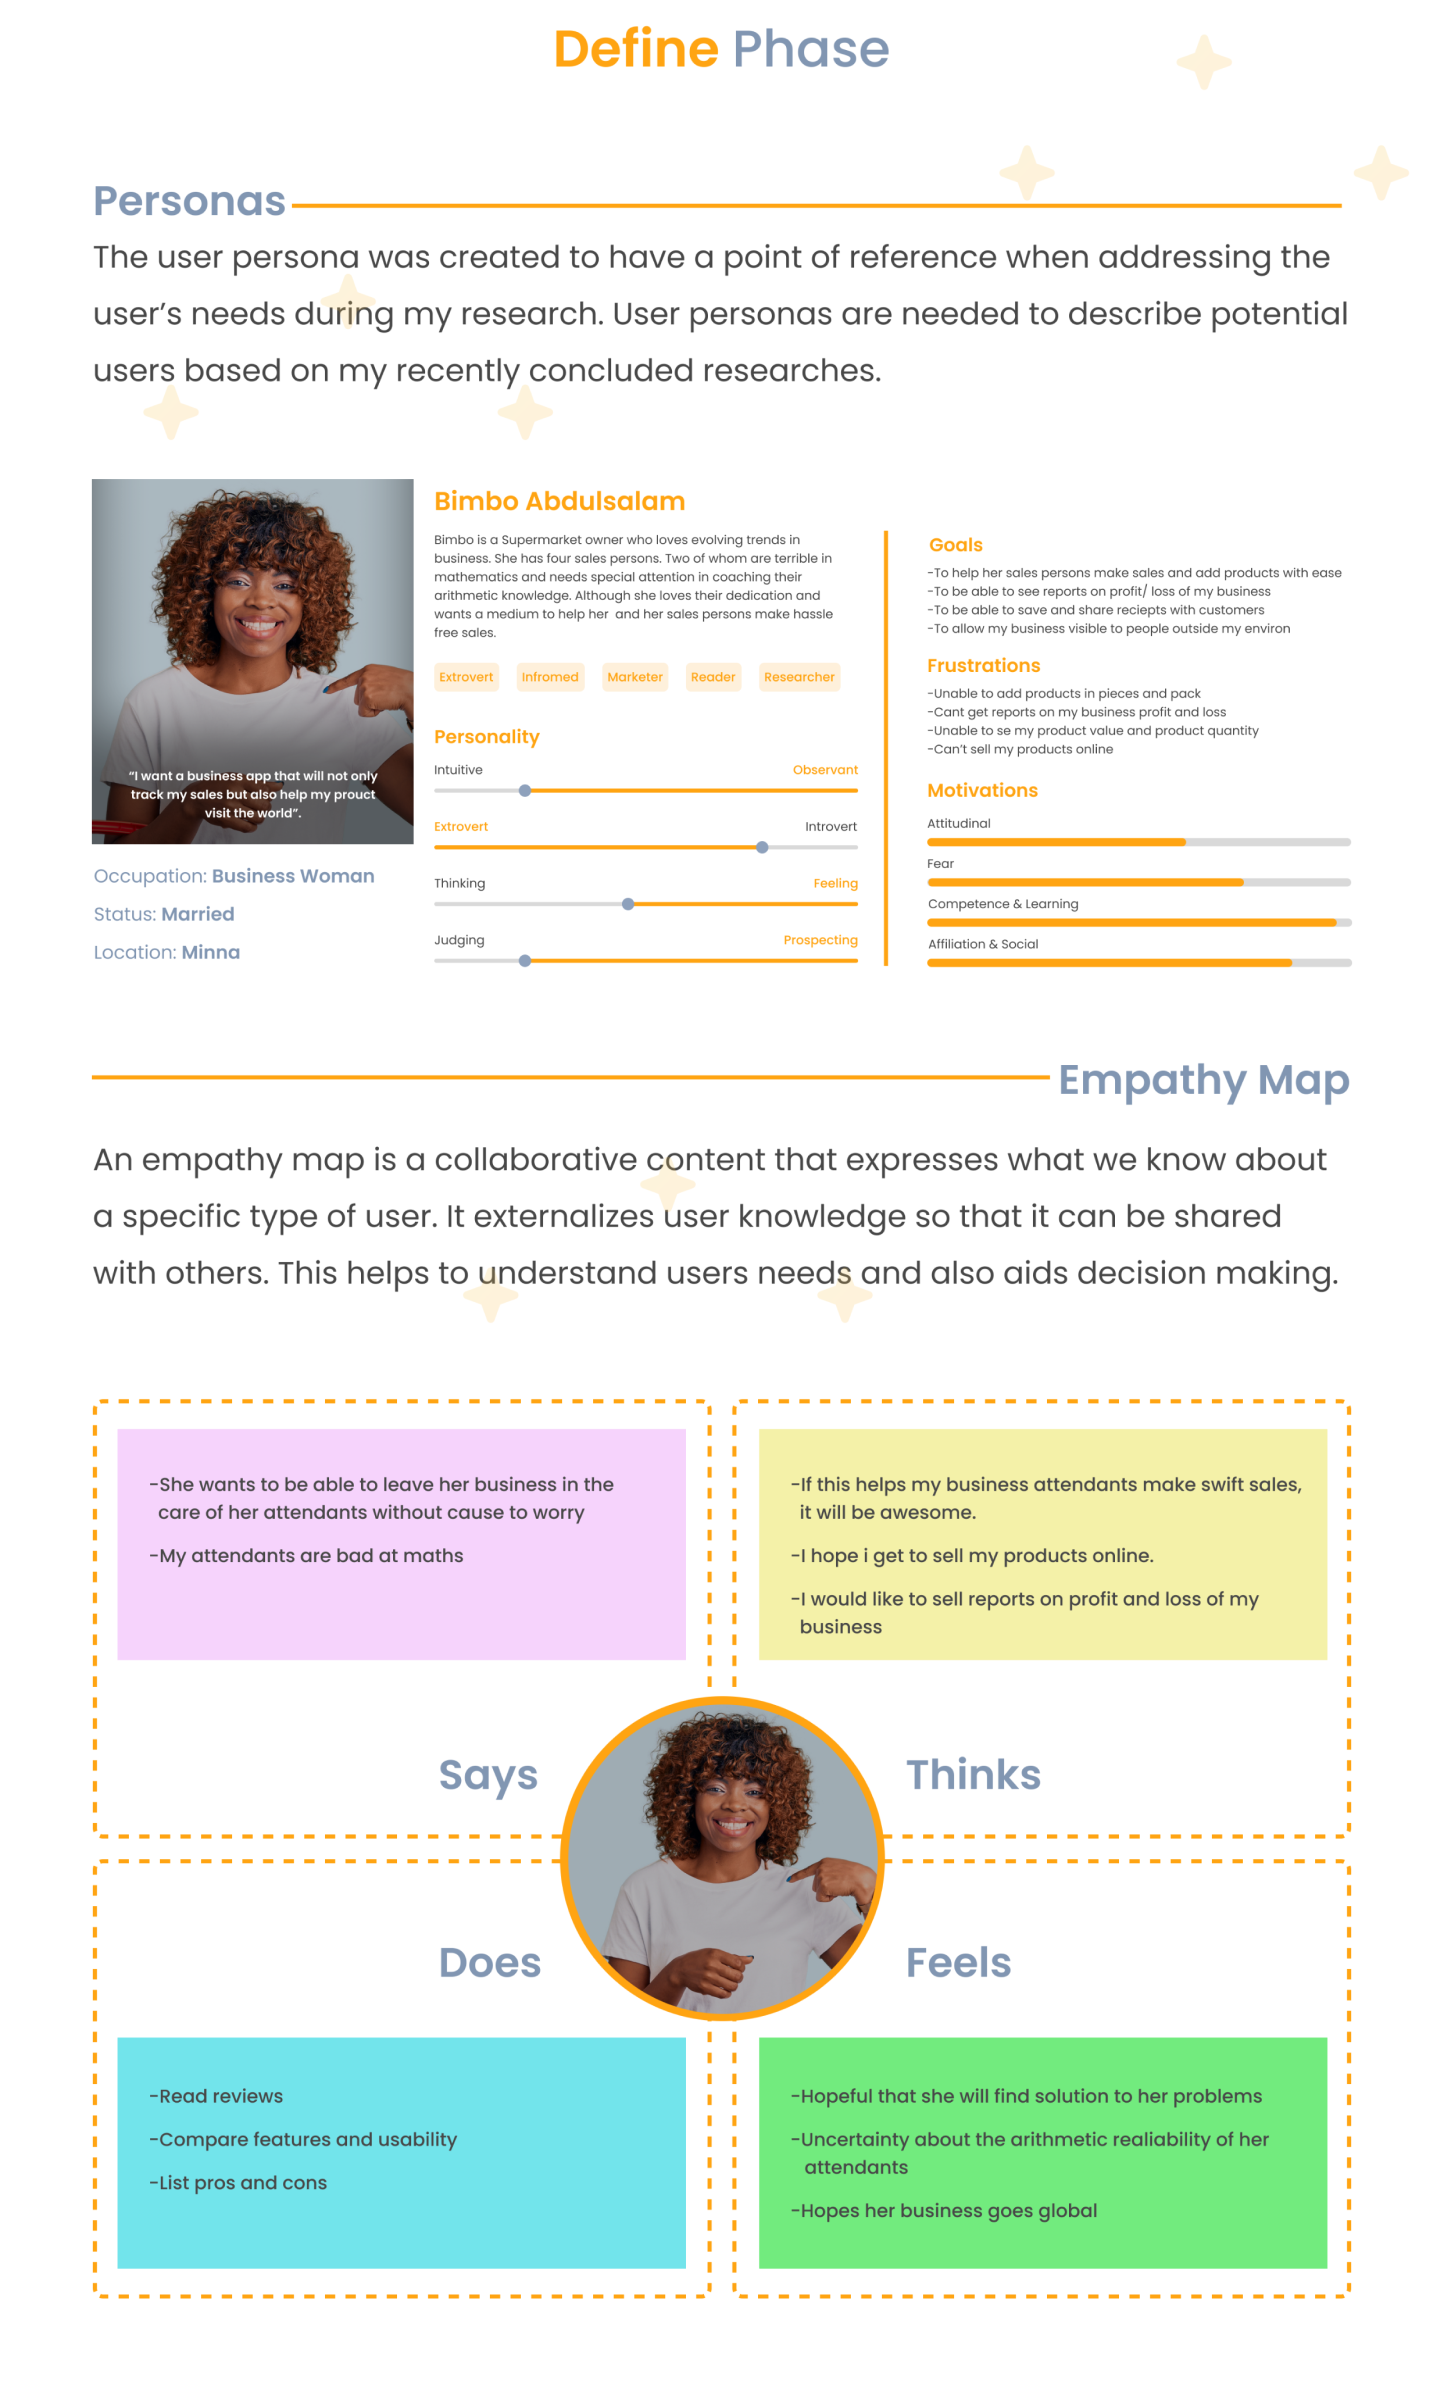 Define Phase
Personas
The user persona was created to have a point of reference when addressing the
user’s needs during my research. User personas are needed to describe potential
users based on my recently concluded researches.
“I want a business app that will not only
track my sales but also help my prouct
visit the world”.
Occupation: Business Woman
Status: Married
Location: Minna
Bimbo Abdulsalam
Bimbo is a Supermarket owner who loves evolving trends in
business. She has four sales persons. Two of whom are terrible in
mathematics and needs special attention in coaching their
arithmetic knowledge. Although she loves their dedication and
wants a medium to help her and her sales persons make hassle
free sales.
Extrovert Infromed Marketer Reader Researcher
Personality
Intuitive Observant
Extrovert Introvert
Thinking Feeling
Judging Prospecting
Goals
-To help her sales persons make sales and add products with ease
-To be able to see reports on profit/ loss of my business
-To be able to save and share reciepts with customers
-To allow my business visible to people outside my environ
Frustrations
-Unable to add products in pieces and pack
-Cant get reports on my business profit and loss
-Unable to se my product value and product quantity
-Can’t sell my products online
Motivations
Attitudinal
Fear
Competence & Learning
Affiliation & Social
Empathy Map
An empathy map is a collaborative content that expresses what we know about
a specific type of user. It externalizes user knowledge so that it can be shared
with others. This helps to understand users needs and also aids decision making.
-She wants to be able to leave her business in the
care of her attendants without cause to worry
-My attendants are bad at maths
Says
-If this helps my business attendants make swift sales,
it will be awesome.
-I hope i get to sell my products online.
-I would like to sell reports on profit and loss of my
business
Thinks
Does
-Read reviews
-Compare features and usability
-List pros and cons
Feels
-Hopeful that she will find solution to her problems
-Uncertainty about the arithmetic realiability of her
attendants
-Hopes her business goes global